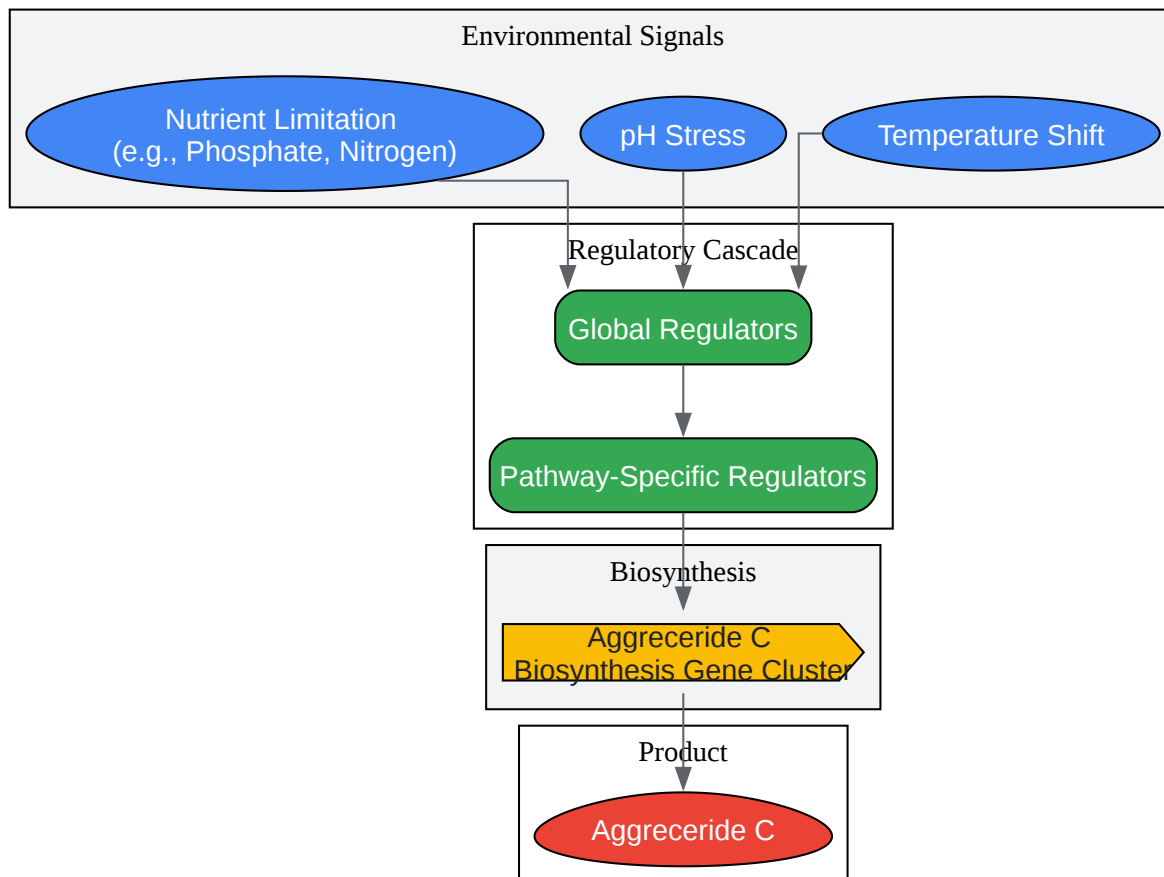 Environmental Signals
Nutrient Limitation
(e.g., Phosphate, Nitrogen)
pH Stress
Temperature Shift
Regulatory Cascade
Global Regulators
Pathway-Specific Regulators
Biosynthesis
Aggreceride C
Biosynthesis Gene Cluster
Product
Aggreceride C